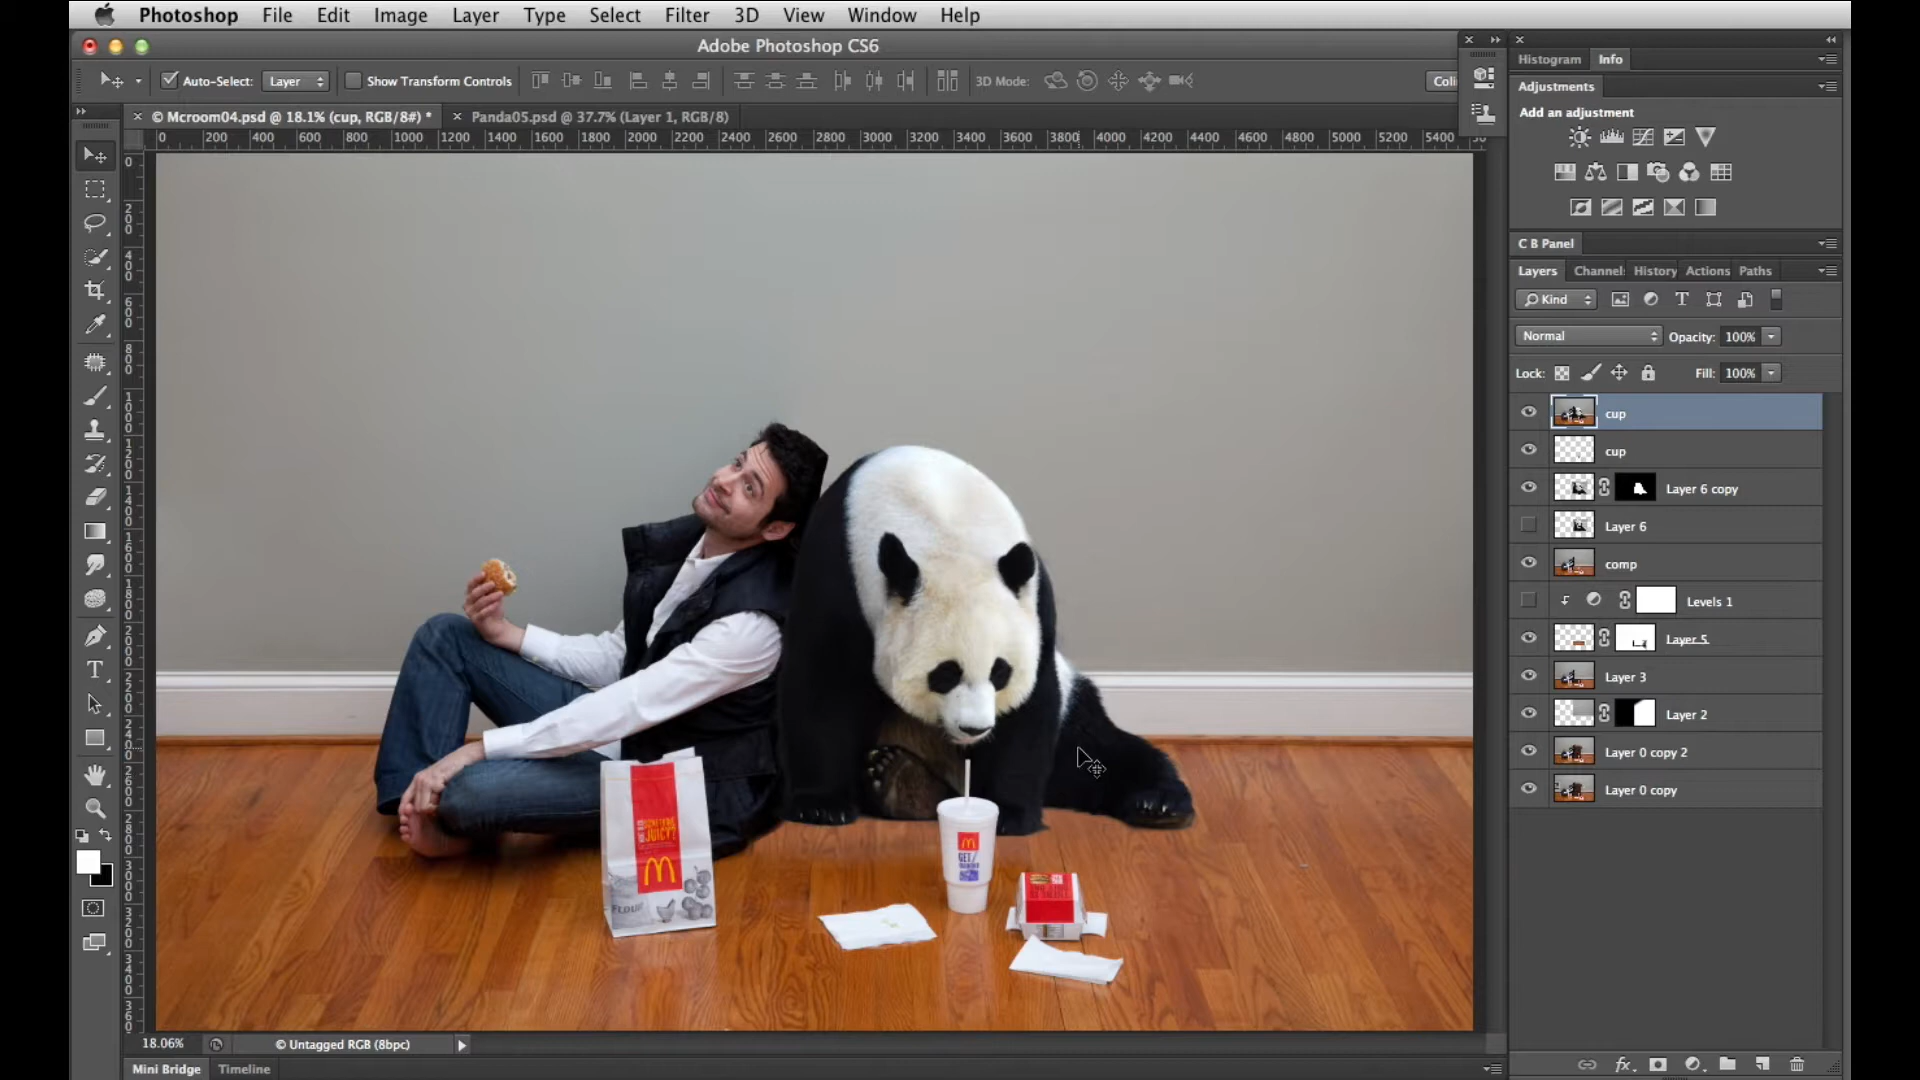 Photoshop File Edit Image Layer Type Select Filter 3D View Window Help
Adobe Photoshop CS6
Auto-Select: Layer Show Transform Controls 3D Mode:
Histogram Info
Adjustments
Add an adjustment
© Mcroom04.psd @ 18.1% (cup, RGB/8#) * Panda05.psd @ 37.7% (Layer 1, RGB/8)
0 200 400 600 800 1000 1200 1400 1600 1800 2000 2200 2400 2600 2800 3000 3200 3400 3600 3800 4000 4200 4400 4600 4800 5000 5200 5400
C B Panel
Layers Channel History Actions Paths
Kind
Normal Opacity: 100%
Lock: Fill: 100%
cup
cup
Layer 6 copy
Layer 6
comp
Levels 1
Layer 5
Layer 3
Layer 2
Layer 0 copy 2
Layer 0 copy
SOMETHING
JUICY?
FLOUR
GET
18.06% © Untagged RGB (8bpc)
Mini Bridge Timeline